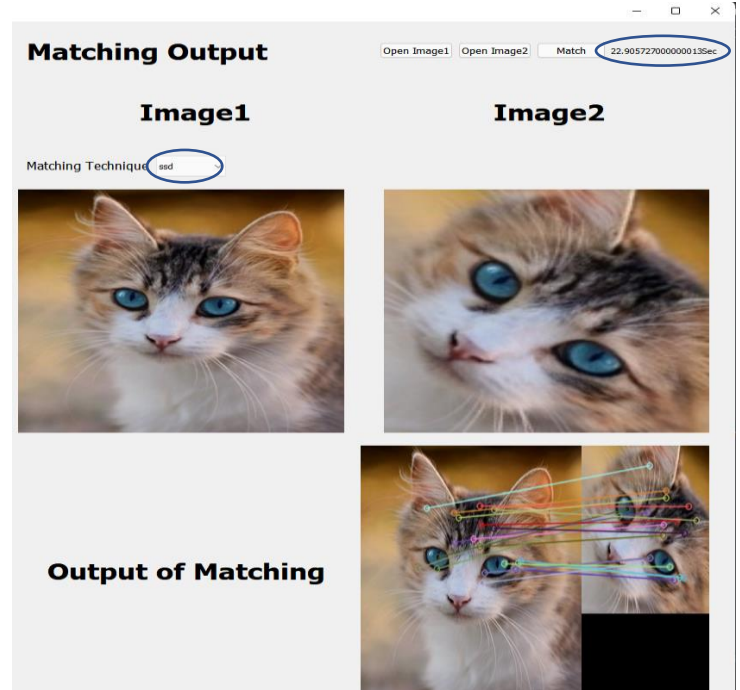 Matching Output
Open Image1 Open Image2 Match 22.905727000000013Sec
Image1 Image2
Matching Technique ssd
Output of Matching